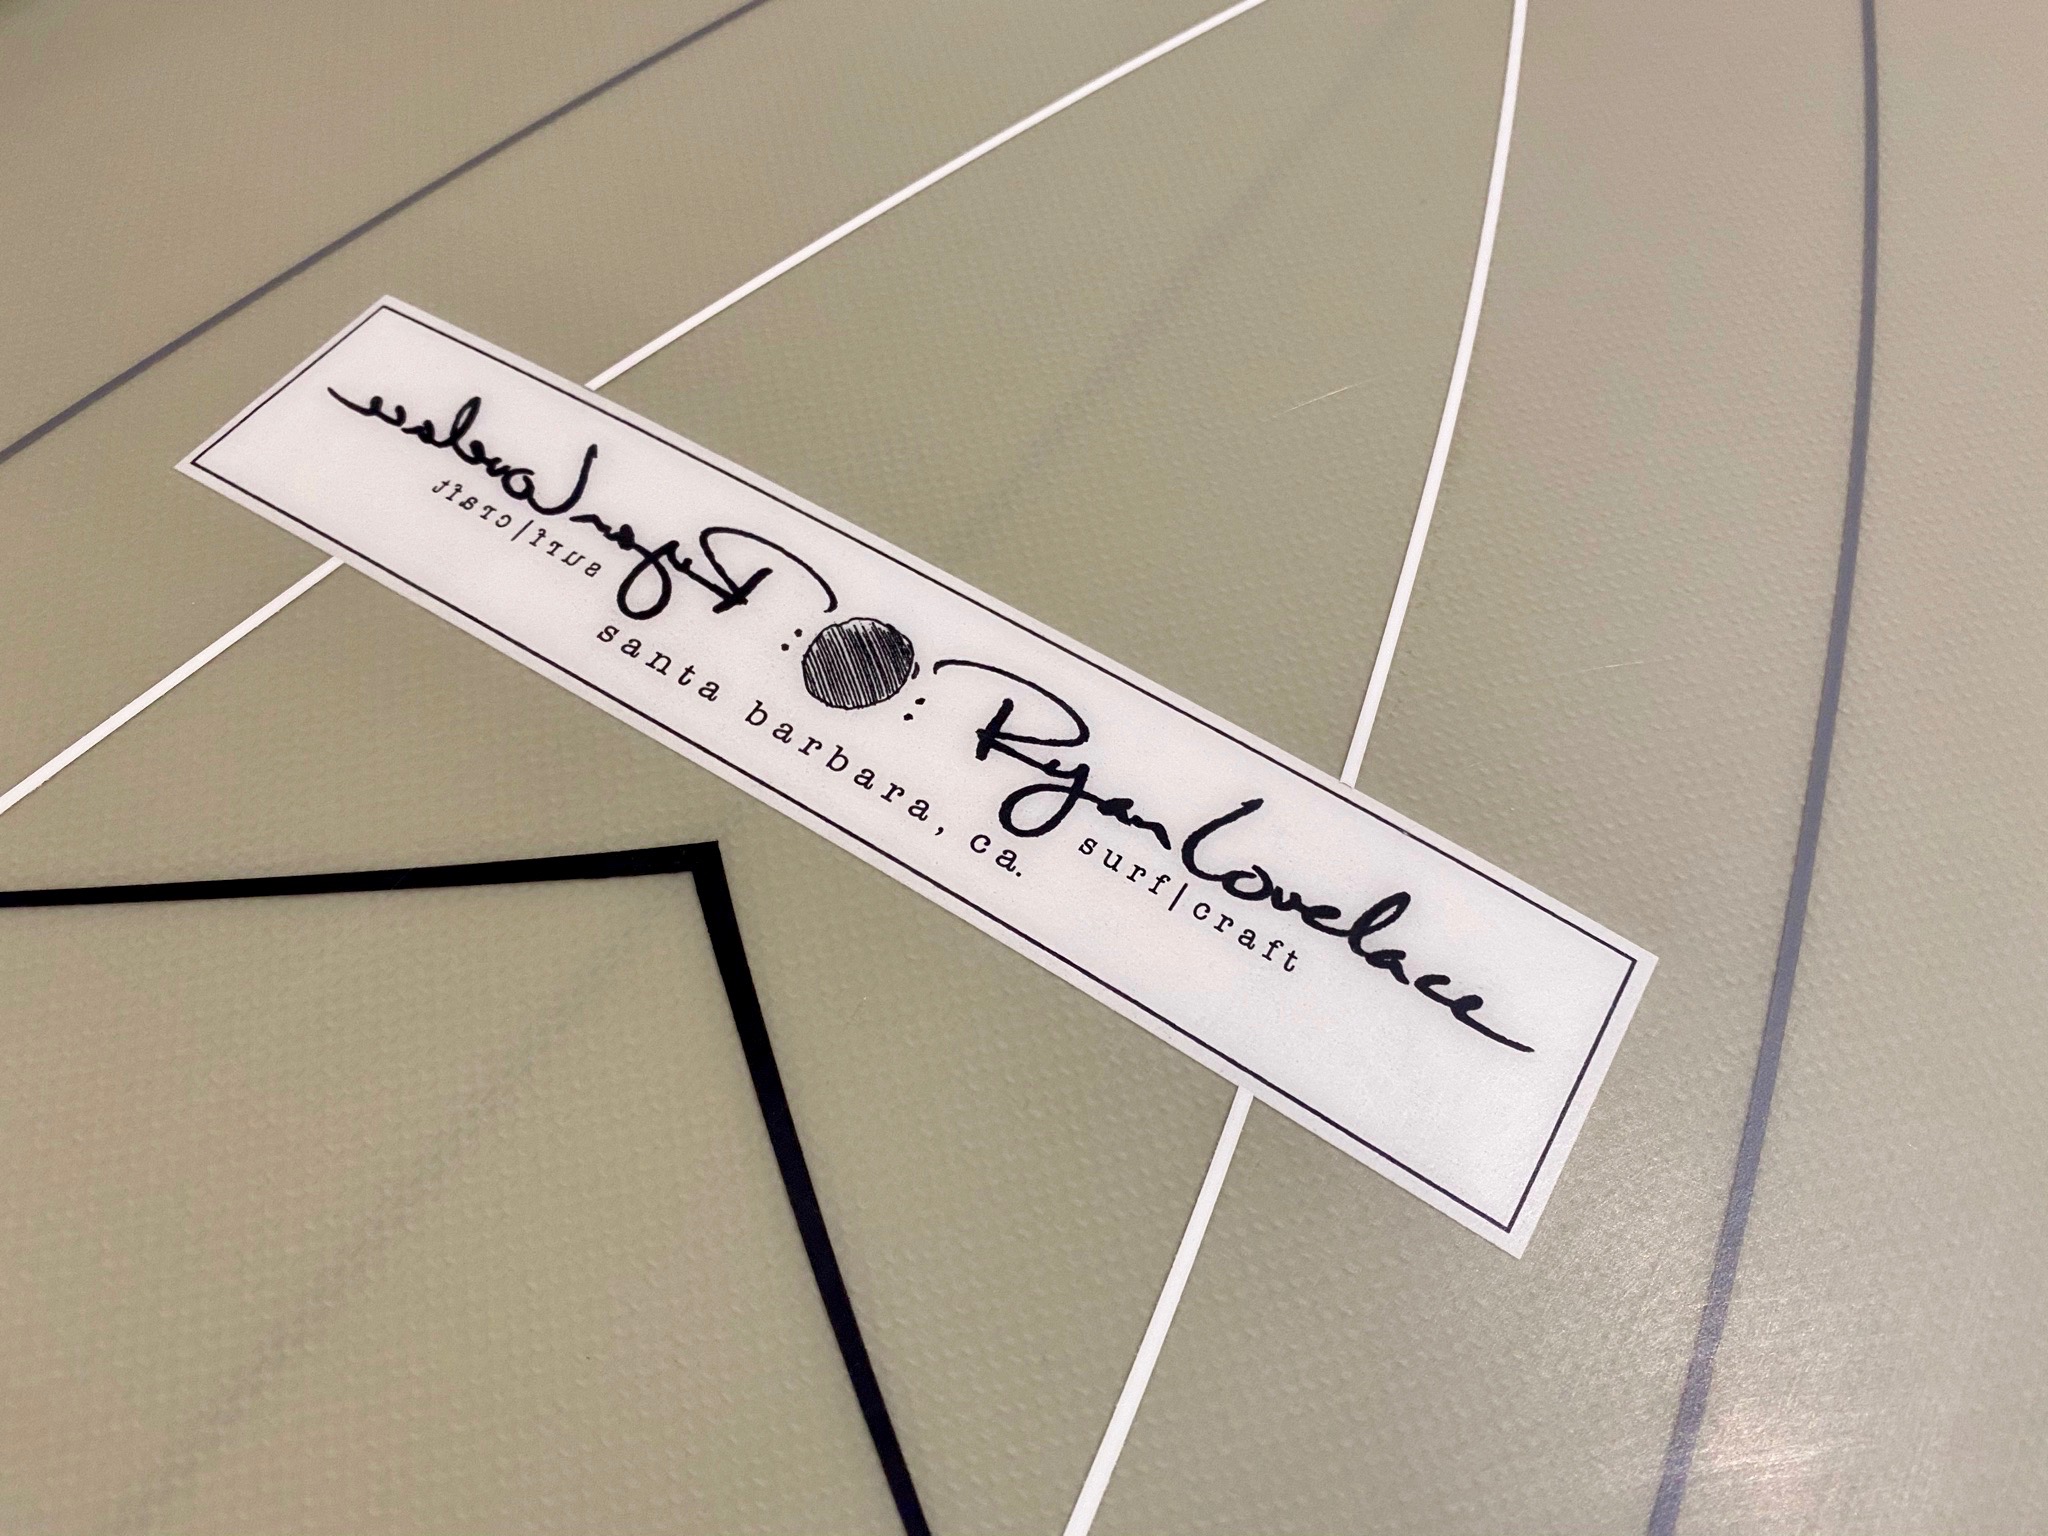 Ryan Lovelace : : Ryan Lovelace
surf|craft surf|craft
santa barbara, ca.